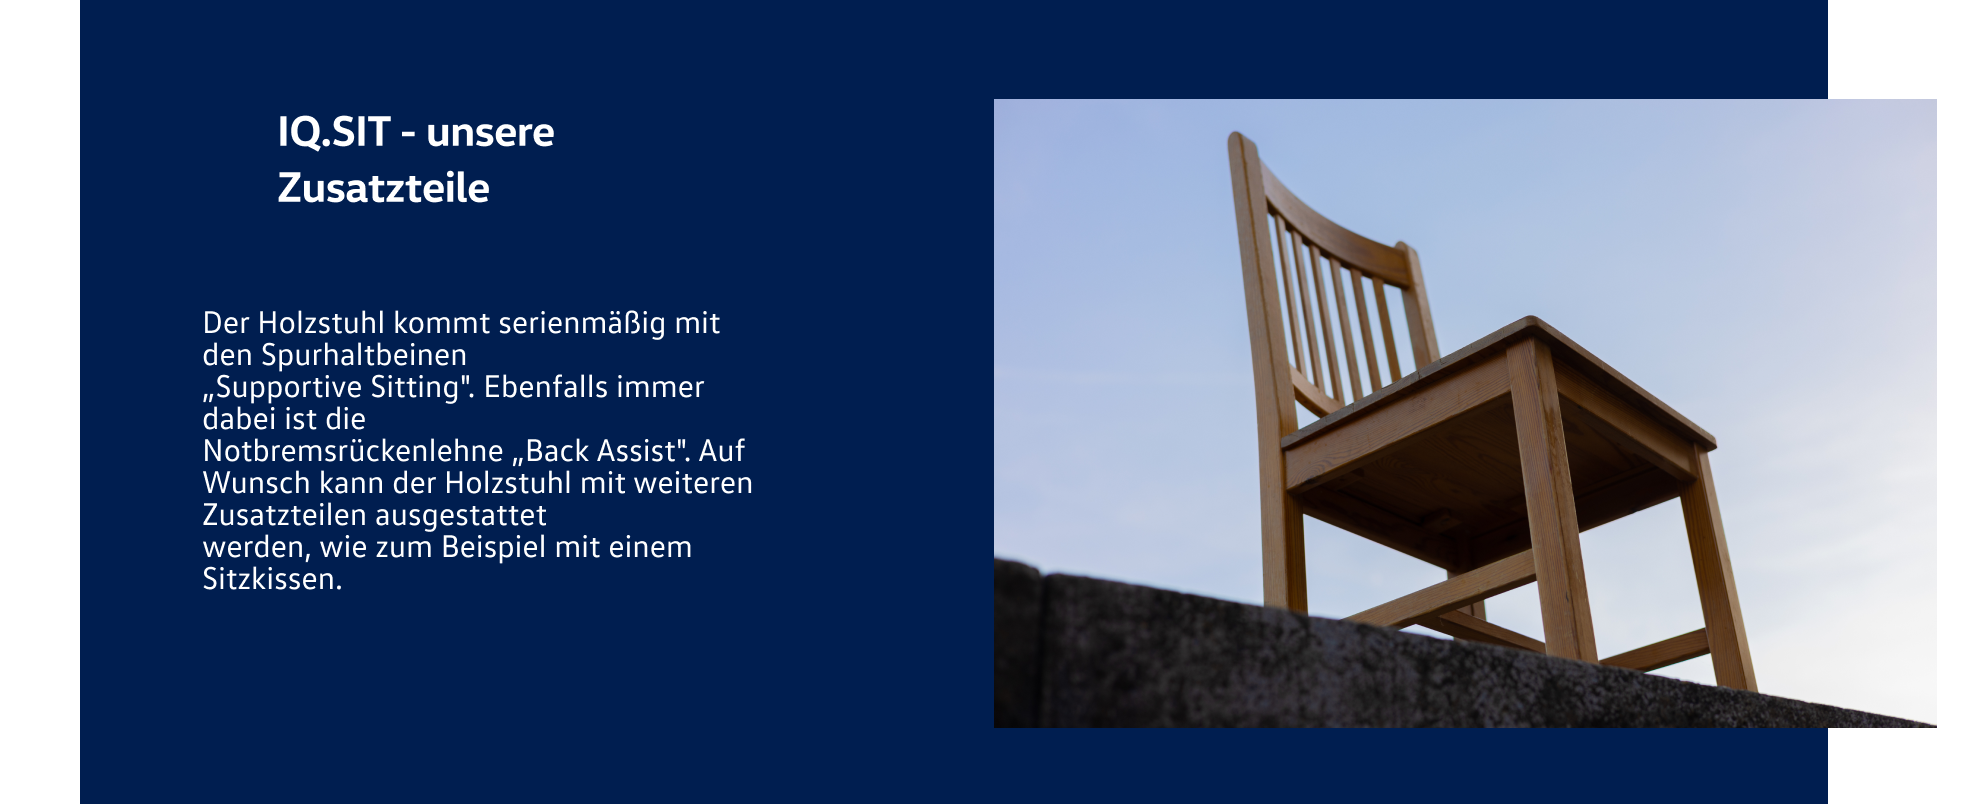 IQ.SIT - unsere
Zusatzteile
Der Holzstuhl kommt serienmäßig mit
den Spurhaltbeinen
„Supportive Sitting". Ebenfalls immer
dabei ist die
Notbremsrückenlehne „Back Assist". Auf
Wunsch kann der Holzstuhl mit weiteren
Zusatzteilen ausgestattet
werden, wie zum Beispiel mit einem
Sitzkissen.